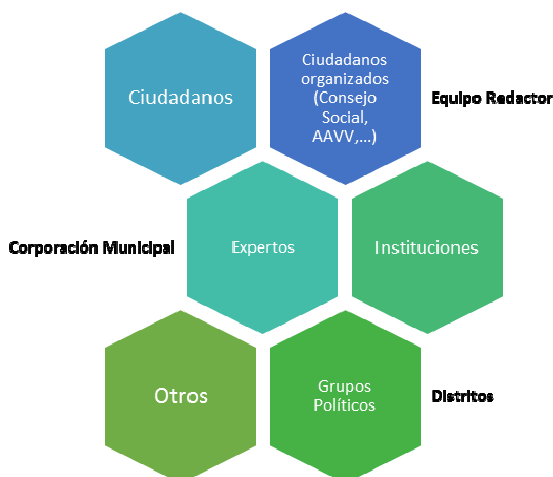 Ciudadanos
Ciudadanos
organizados
(Consejo
Social,
AAVV,...)
Equipo Redactor
Corporación Municipal
Expertos
Instituciones
Otros
Grupos
Políticos
Distritos